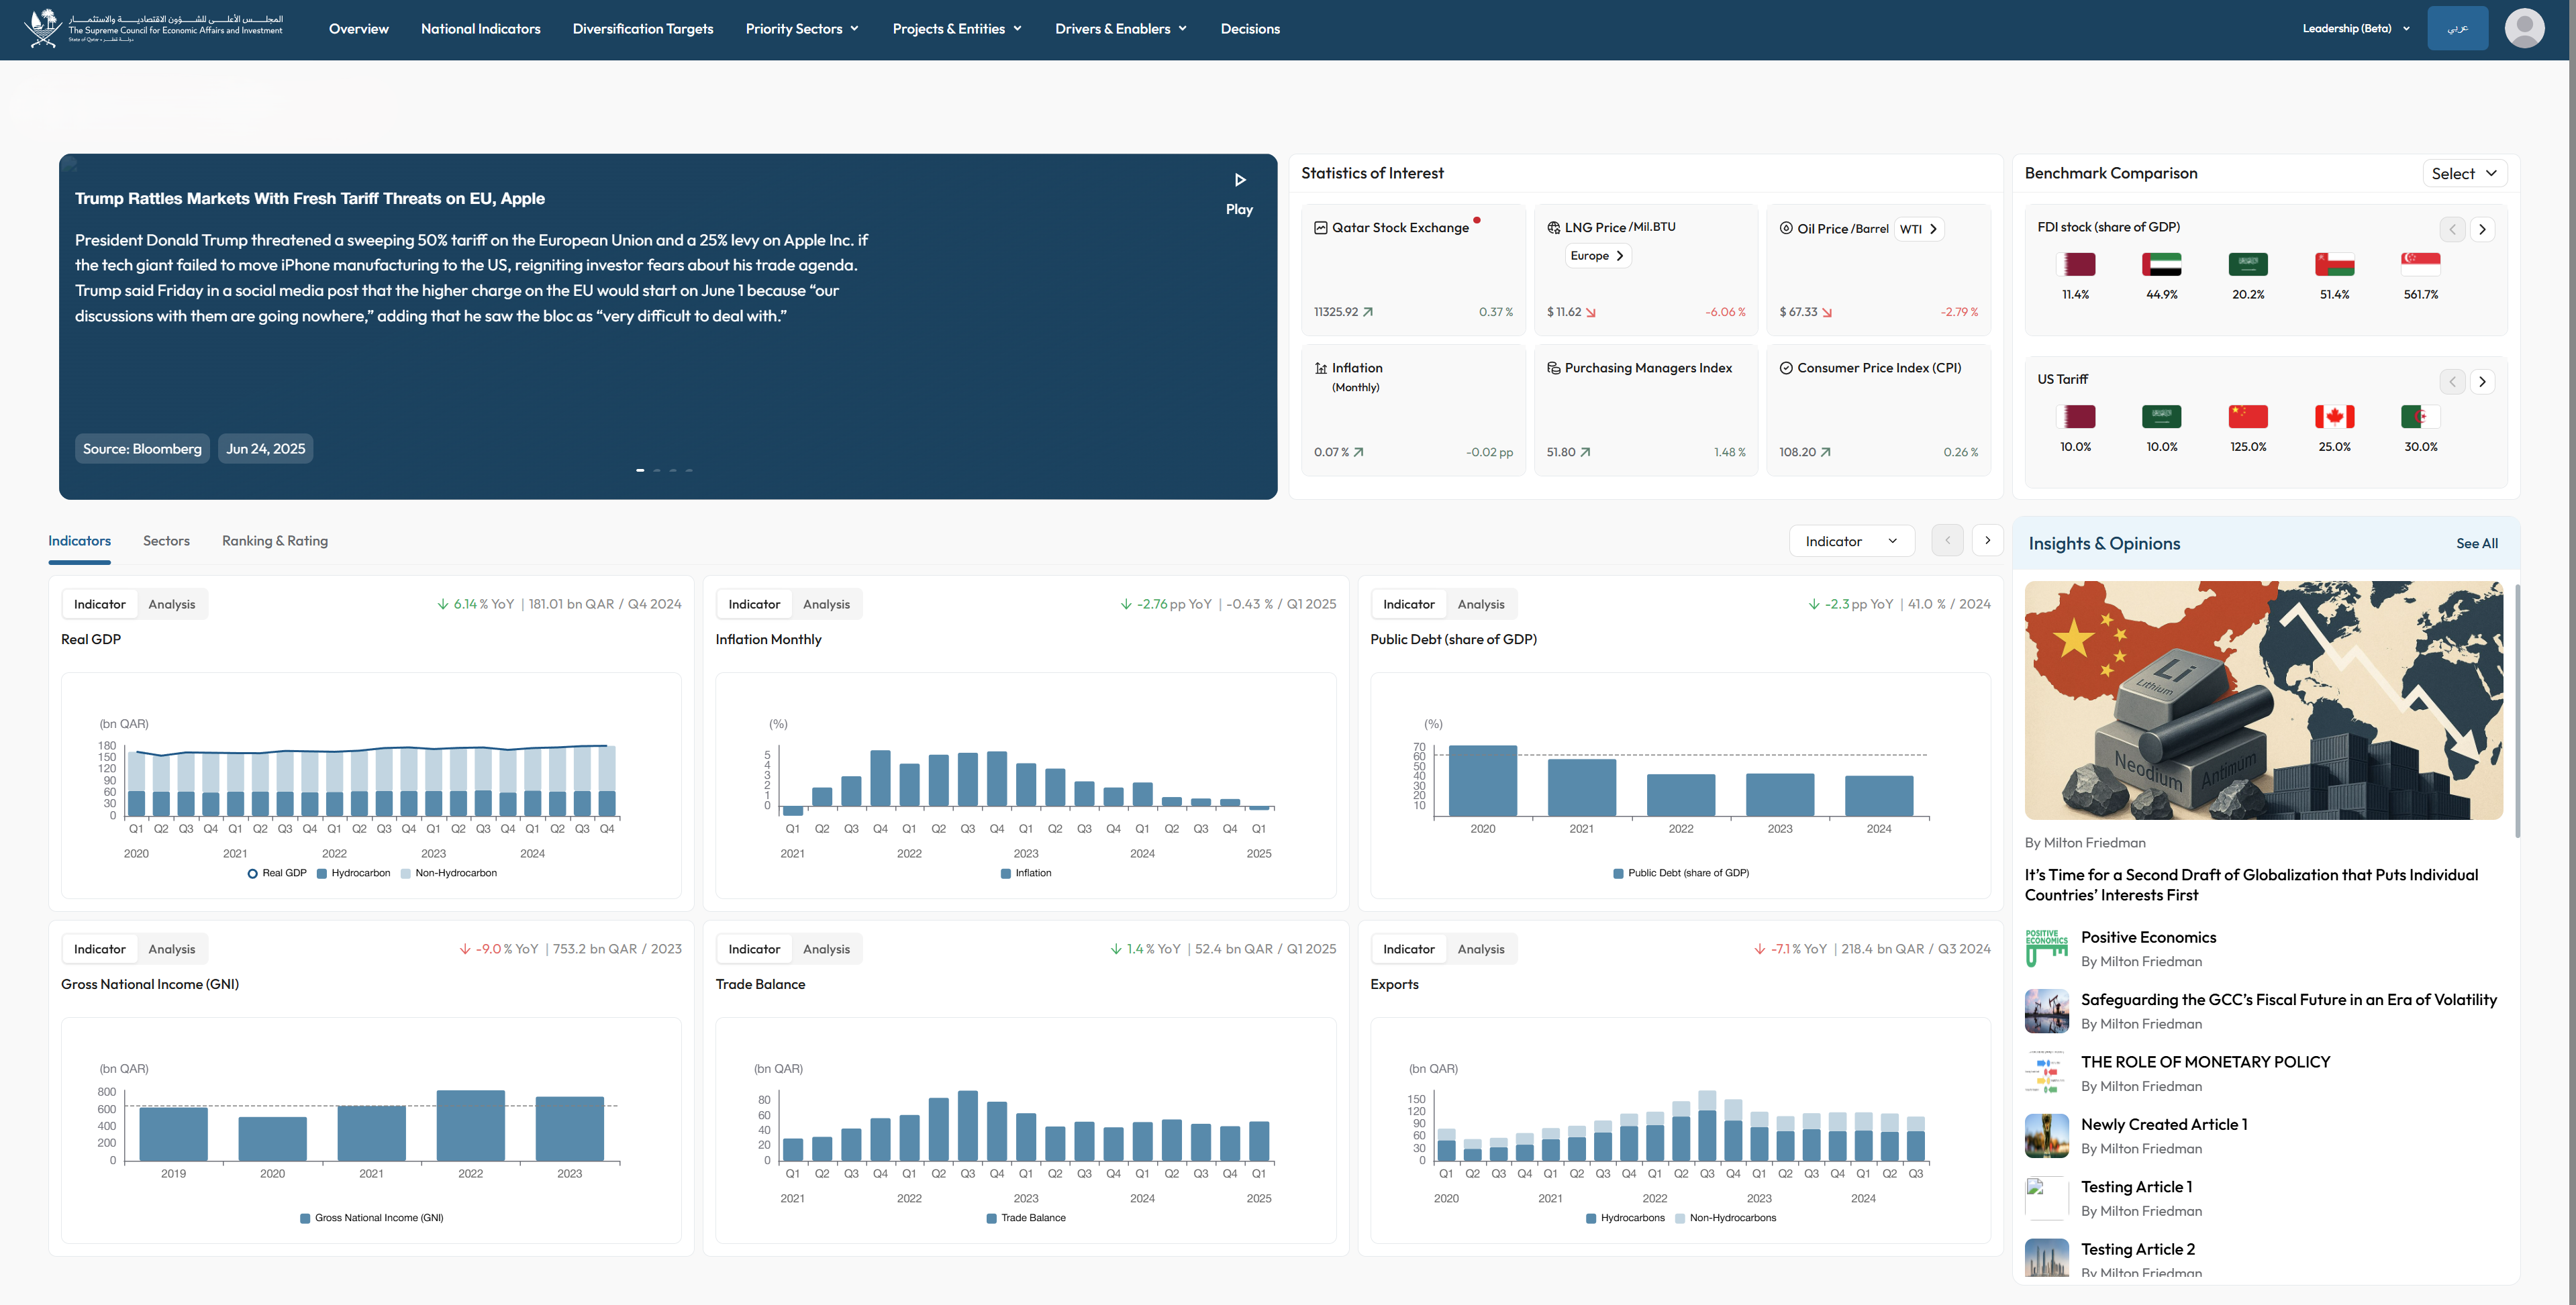 المجلس الأعلى للشؤون الاقتصادية والاستثمار
The Supreme Council for Economic Affairs and Investment
State of Qatar • دولة قطر
Overview
National Indicators
Diversification Targets
Priority Sectors
Projects & Entities
Drivers & Enablers
Decisions
Leadership (Beta)
عربي
Trump Rattles Markets With Fresh Tariff Threats on EU, Apple
Play
President Donald Trump threatened a sweeping 50% tariff on the European Union and a 25% levy on Apple Inc. if
the tech giant failed to move iPhone manufacturing to the US, reigniting investor fears about his trade agenda.
Trump said Friday in a social media post that the higher charge on the EU would start on June 1 because “our
discussions with them are going nowhere,” adding that he saw the bloc as “very difficult to deal with.”
Source: Bloomberg
Jun 24, 2025
Statistics of Interest
Qatar Stock Exchange
11325.92 0.37 %
LNG Price /Mil.BTU
Europe
$ 11.62 -6.06 %
Oil Price /Barrel WTI
$ 67.33 -2.79 %
Inflation
(Monthly)
0.07 % -0.02 pp
Purchasing Managers Index
51.80 1.48 %
Consumer Price Index (CPI)
108.20 0.26 %
Benchmark Comparison
Select
FDI stock (share of GDP)
11.4% 44.9% 20.2% 51.4% 561.7%
US Tariff
10.0% 10.0% 125.0% 25.0% 30.0%
Indicators
Sectors
Ranking & Rating
Indicator
Indicator Analysis
6.14 % YoY | 181.01 bn QAR / Q4 2024
Real GDP
(bn QAR)
180
150
120
90
60
30
0
Q1 Q2 Q3 Q4 Q1 Q2 Q3 Q4 Q1 Q2 Q3 Q4 Q1 Q2 Q3 Q4 Q1 Q2 Q3 Q4
2020 2021 2022 2023 2024
Real GDP Hydrocarbon Non-Hydrocarbon
Indicator Analysis
-2.76 pp YoY | -0.43 % / Q1 2025
Inflation Monthly
(%)
5
4
3
2
1
0
Q1 Q2 Q3 Q4 Q1 Q2 Q3 Q4 Q1 Q2 Q3 Q4 Q1 Q2 Q3 Q4 Q1
2021 2022 2023 2024 2025
Inflation
Indicator Analysis
-2.3 pp YoY | 41.0 % / 2024
Public Debt (share of GDP)
(%)
70
60
50
40
30
20
10
2020 2021 2022 2023 2024
Public Debt (share of GDP)
Indicator Analysis
-9.0 % YoY | 753.2 bn QAR / 2023
Gross National Income (GNI)
(bn QAR)
800
600
400
200
0
2019 2020 2021 2022 2023
Gross National Income (GNI)
Indicator Analysis
1.4 % YoY | 52.4 bn QAR / Q1 2025
Trade Balance
(bn QAR)
80
60
40
20
0
Q1 Q2 Q3 Q4 Q1 Q2 Q3 Q4 Q1 Q2 Q3 Q4 Q1 Q2 Q3 Q4 Q1
2021 2022 2023 2024 2025
Trade Balance
Indicator Analysis
-7.1 % YoY | 218.4 bn QAR / Q3 2024
Exports
(bn QAR)
150
120
90
60
30
0
Q1 Q2 Q3 Q4 Q1 Q2 Q3 Q4 Q1 Q2 Q3 Q4 Q1 Q2 Q3 Q4 Q1 Q2 Q3
2020 2021 2022 2023 2024
Hydrocarbons Non-Hydrocarbons
Insights & Opinions
See All
Li
Lithium
Neodium
Antimum
By Milton Friedman
It’s Time for a Second Draft of Globalization that Puts Individual
Countries’ Interests First
POSITIVE
ECONOMICS
Positive Economics
By Milton Friedman
Safeguarding the GCC’s Fiscal Future in an Era of Volatility
By Milton Friedman
THE ROLE OF MONETARY POLICY
By Milton Friedman
Newly Created Article 1
By Milton Friedman
Testing Article 1
By Milton Friedman
Testing Article 2
By Milton Friedman